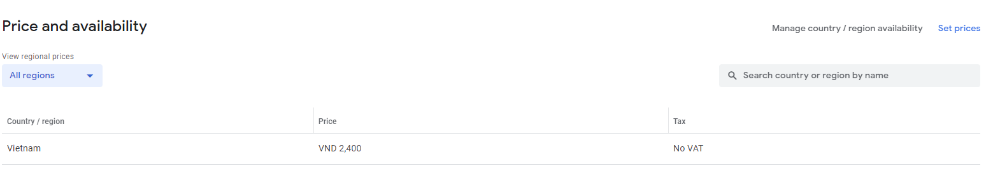 Price and availability
Manage country / region availability
Set prices
View regional prices
All regions
Search country or region by name
Country / region
Price
Tax
Vietnam
VND 2,400
No VAT